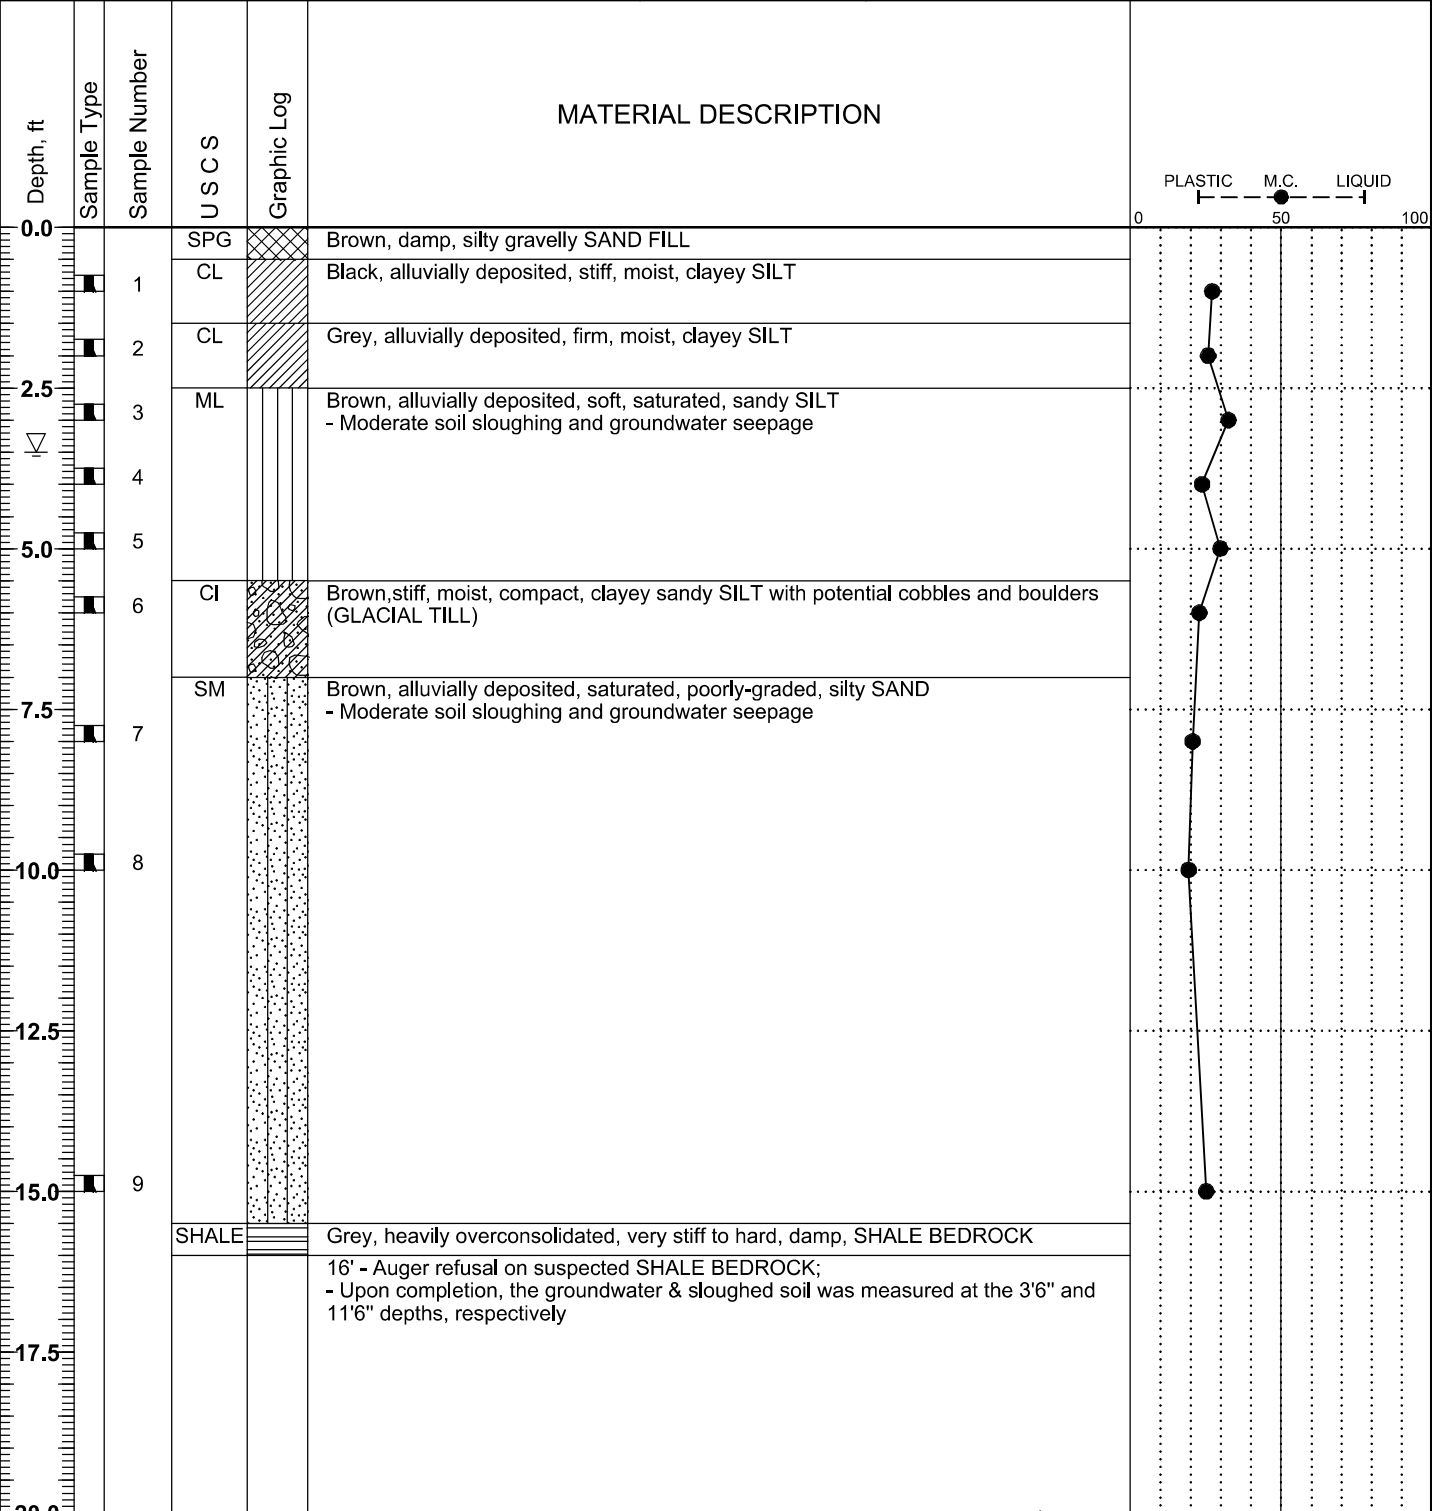 Depth, ft
Sample Type
Sample Number
U S C S
Graphic Log
MATERIAL DESCRIPTION
PLASTIC M.C. LIQUID
0 50 100
0.0
SPG Brown, damp, silty gravelly SAND FILL
CL Black, alluvially deposited, stiff, moist, clayey SILT
1
CL Grey, alluvially deposited, firm, moist, clayey SILT
2
2.5
ML Brown, alluvially deposited, soft, saturated, sandy SILT
3
- Moderate soil sloughing and groundwater seepage
4
5
5.0
CI Brown,stiff, moist, compact, clayey sandy SILT with potential cobbles and boulders
6
(GLACIAL TILL)
SM Brown, alluvially deposited, saturated, poorly-graded, silty SAND
7.5
- Moderate soil sloughing and groundwater seepage
7
8
10.0
12.5
9
15.0
SHALE Grey, heavily overconsolidated, very stiff to hard, damp, SHALE BEDROCK
16' - Auger refusal on suspected SHALE BEDROCK;
- Upon completion, the groundwater & sloughed soil was measured at the 3'6" and
11'6" depths, respectively
17.5